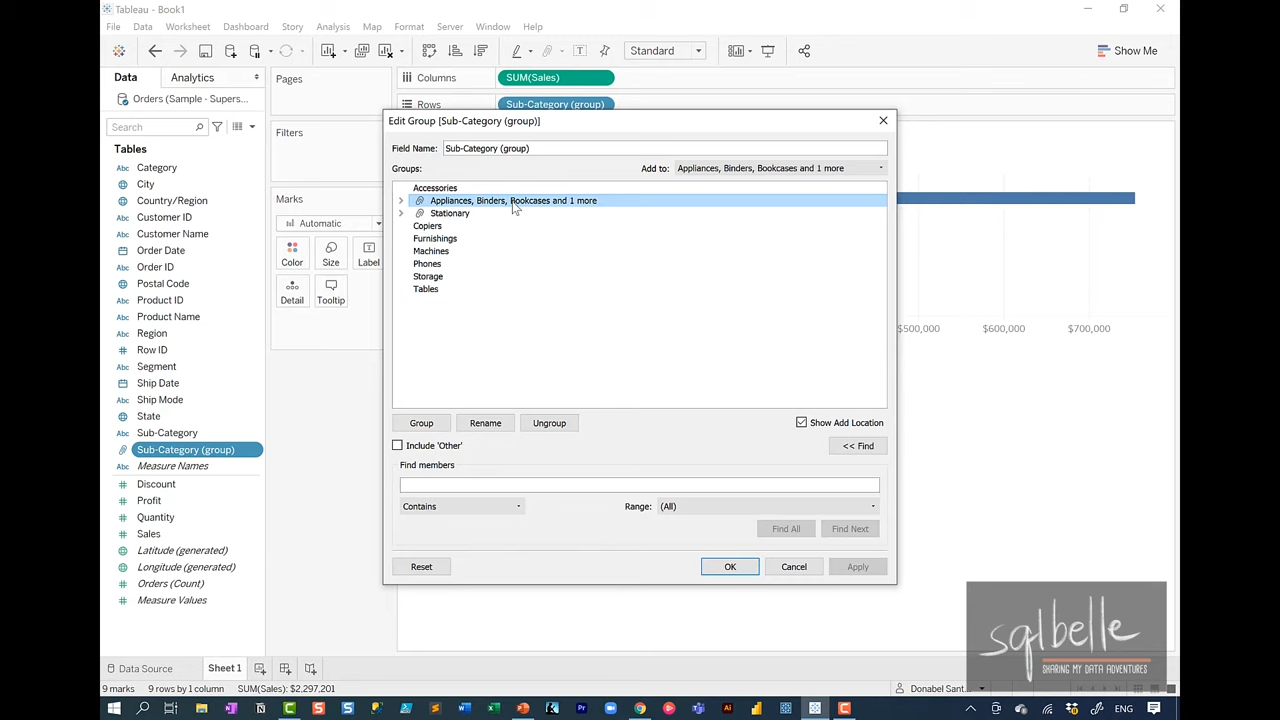 Tableau - Book1
File Data Worksheet Dashboard Story Analysis Map Format Server Window Help
Standard
Show Me
Data Analytics
Pages
Columns SUM(Sales)
Orders (Sample - Supers...
Rows Sub-Category (group)
Search
Filters
Tables
Category
City
Country/Region
Customer ID
Customer Name
Order Date
Order ID
Postal Code
Product ID
Product Name
Region
Row ID
Segment
Ship Date
Ship Mode
State
Sub-Category
Sub-Category (group)
Measure Names
Discount
Profit
Quantity
Sales
Latitude (generated)
Longitude (generated)
Orders (Count)
Measure Values
Marks
Automatic
Color Size Label
Detail Tooltip
Edit Group [Sub-Category (group)]
Field Name: Sub-Category (group)
Groups: Add to: Appliances, Binders, Bookcases and 1 more
Accessories
Appliances, Binders, Bookcases and 1 more
Stationary
Copiers
Furnishings
Machines
Phones
Storage
Tables
Group Rename Ungroup Show Add Location
Include 'Other'
<< Find
Find members
Contains Range: (All)
Find All Find Next
Reset OK Cancel Apply
$500,000 $600,000 $700,000
sqlbelle
SHARING MY DATA ADVENTURES
Data Source Sheet 1
9 marks 9 rows by 1 column SUM(Sales): $2,297,201
Donabel Sant...
ENG